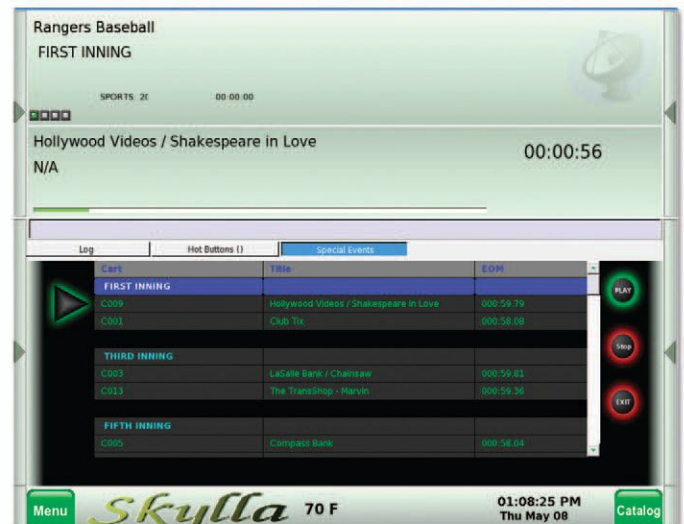 Rangers Baseball
FIRST INNING
SPORTS: 2( 00:00:00
Hollywood Videos / Shakespeare in Love 00:00:56
N/A
Log Hot Buttons () Special Events
Cart Title EOM
FIRST INNING
C009 Hollywood Videos / Shakespeare in Love 000:59.79
C001 Club Tix 000:58.08
THIRD INNING
C003 LaSalle Bank / Chainsaw 000:59.81
C013 The TransShop - Marvin 000:59.36
FIFTH INNING
C005 Compass Bank 000:58.04
PLAY
Stop
EXIT
Menu Skylla 70 F 01:08:25 PM Catalog
Thu May 08